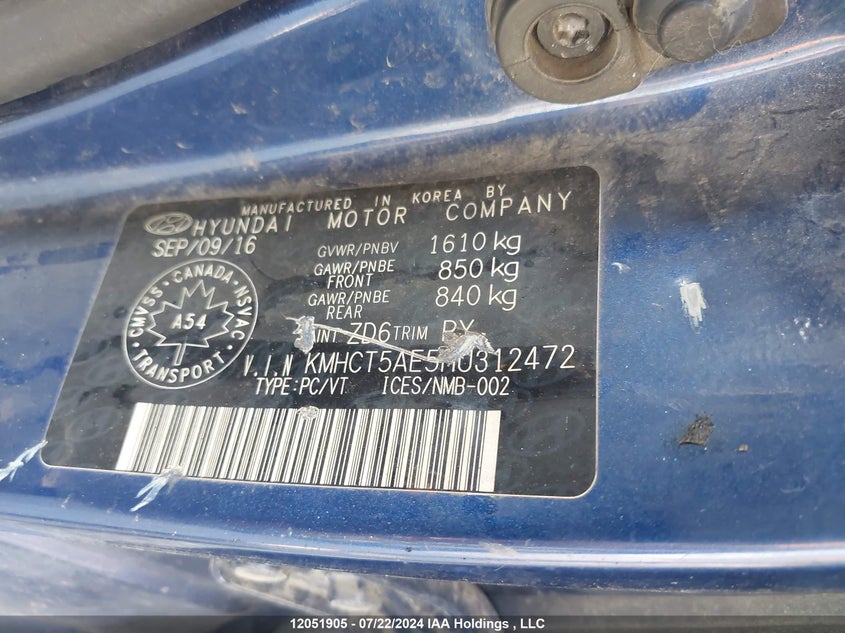 MANUFACTURED IN KOREA BY
HYUNDAI MOTOR COMPANY
SEP/09/16
GVWR/PNBV 1610 kg
GAWR/PNBE FRONT 850 kg
GAWR/PNBE REAR 840 kg
CMVSS · CANADA · NSVAC
A54
TRANSPORT
ZD6 TRIM
V.I.N KMHCT5AE5HU312472
TYPE:PC/VT ICES/NMB-002
12051905 - 07/22/2024 IAA Holdings , LLC